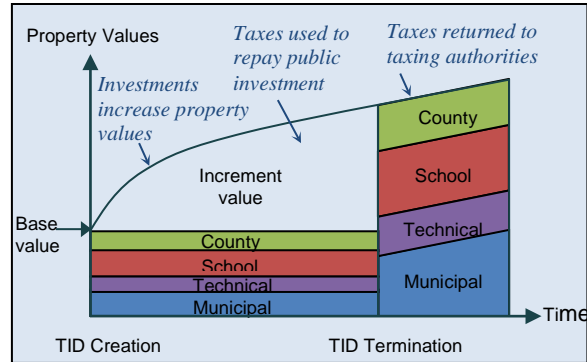 Property Values
Taxes used to
repay public
investment
Taxes returned to
taxing authorities
Investments
increase property
values
Increment
value
Base
value
County
School
Technical
Municipal
County
School
Technical
Municipal
Time
TID Creation
TID Termination